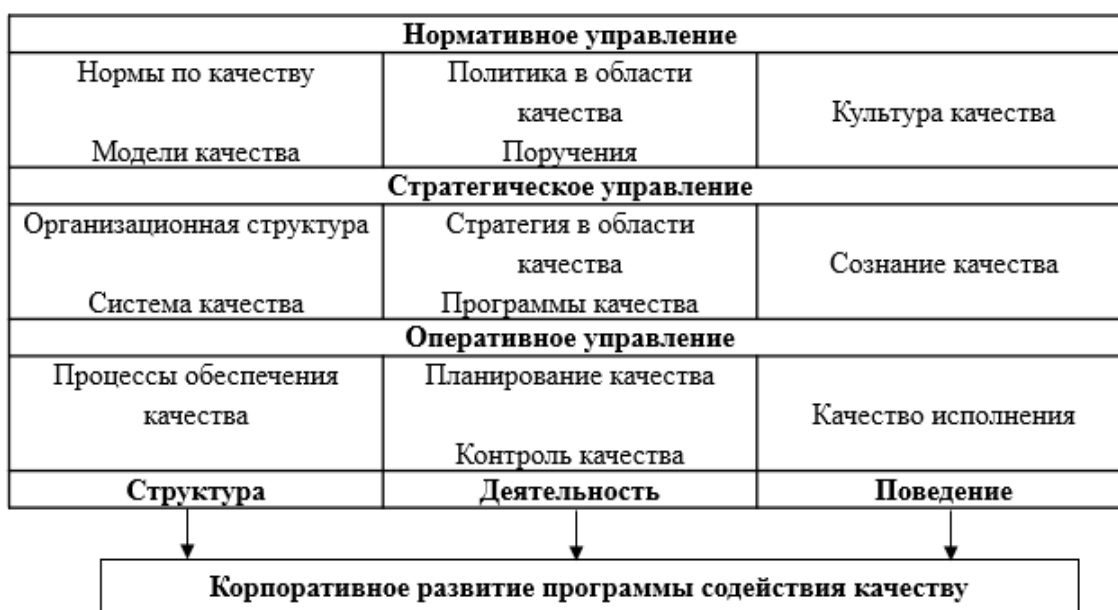 Нормативное управление
Нормы по качеству
Модели качества
Политика в области
качества
Поручения
Культура качества
Стратегическое управление
Организационная структура
Система качества
Стратегия в области
качества
Программы качества
Сознание качества
Оперативное управление
Процессы обеспечения
качества
Планирование качества
Контроль качества
Качество исполнения
Структура
Деятельность
Поведение
Корпоративное развитие программы содействия качеству